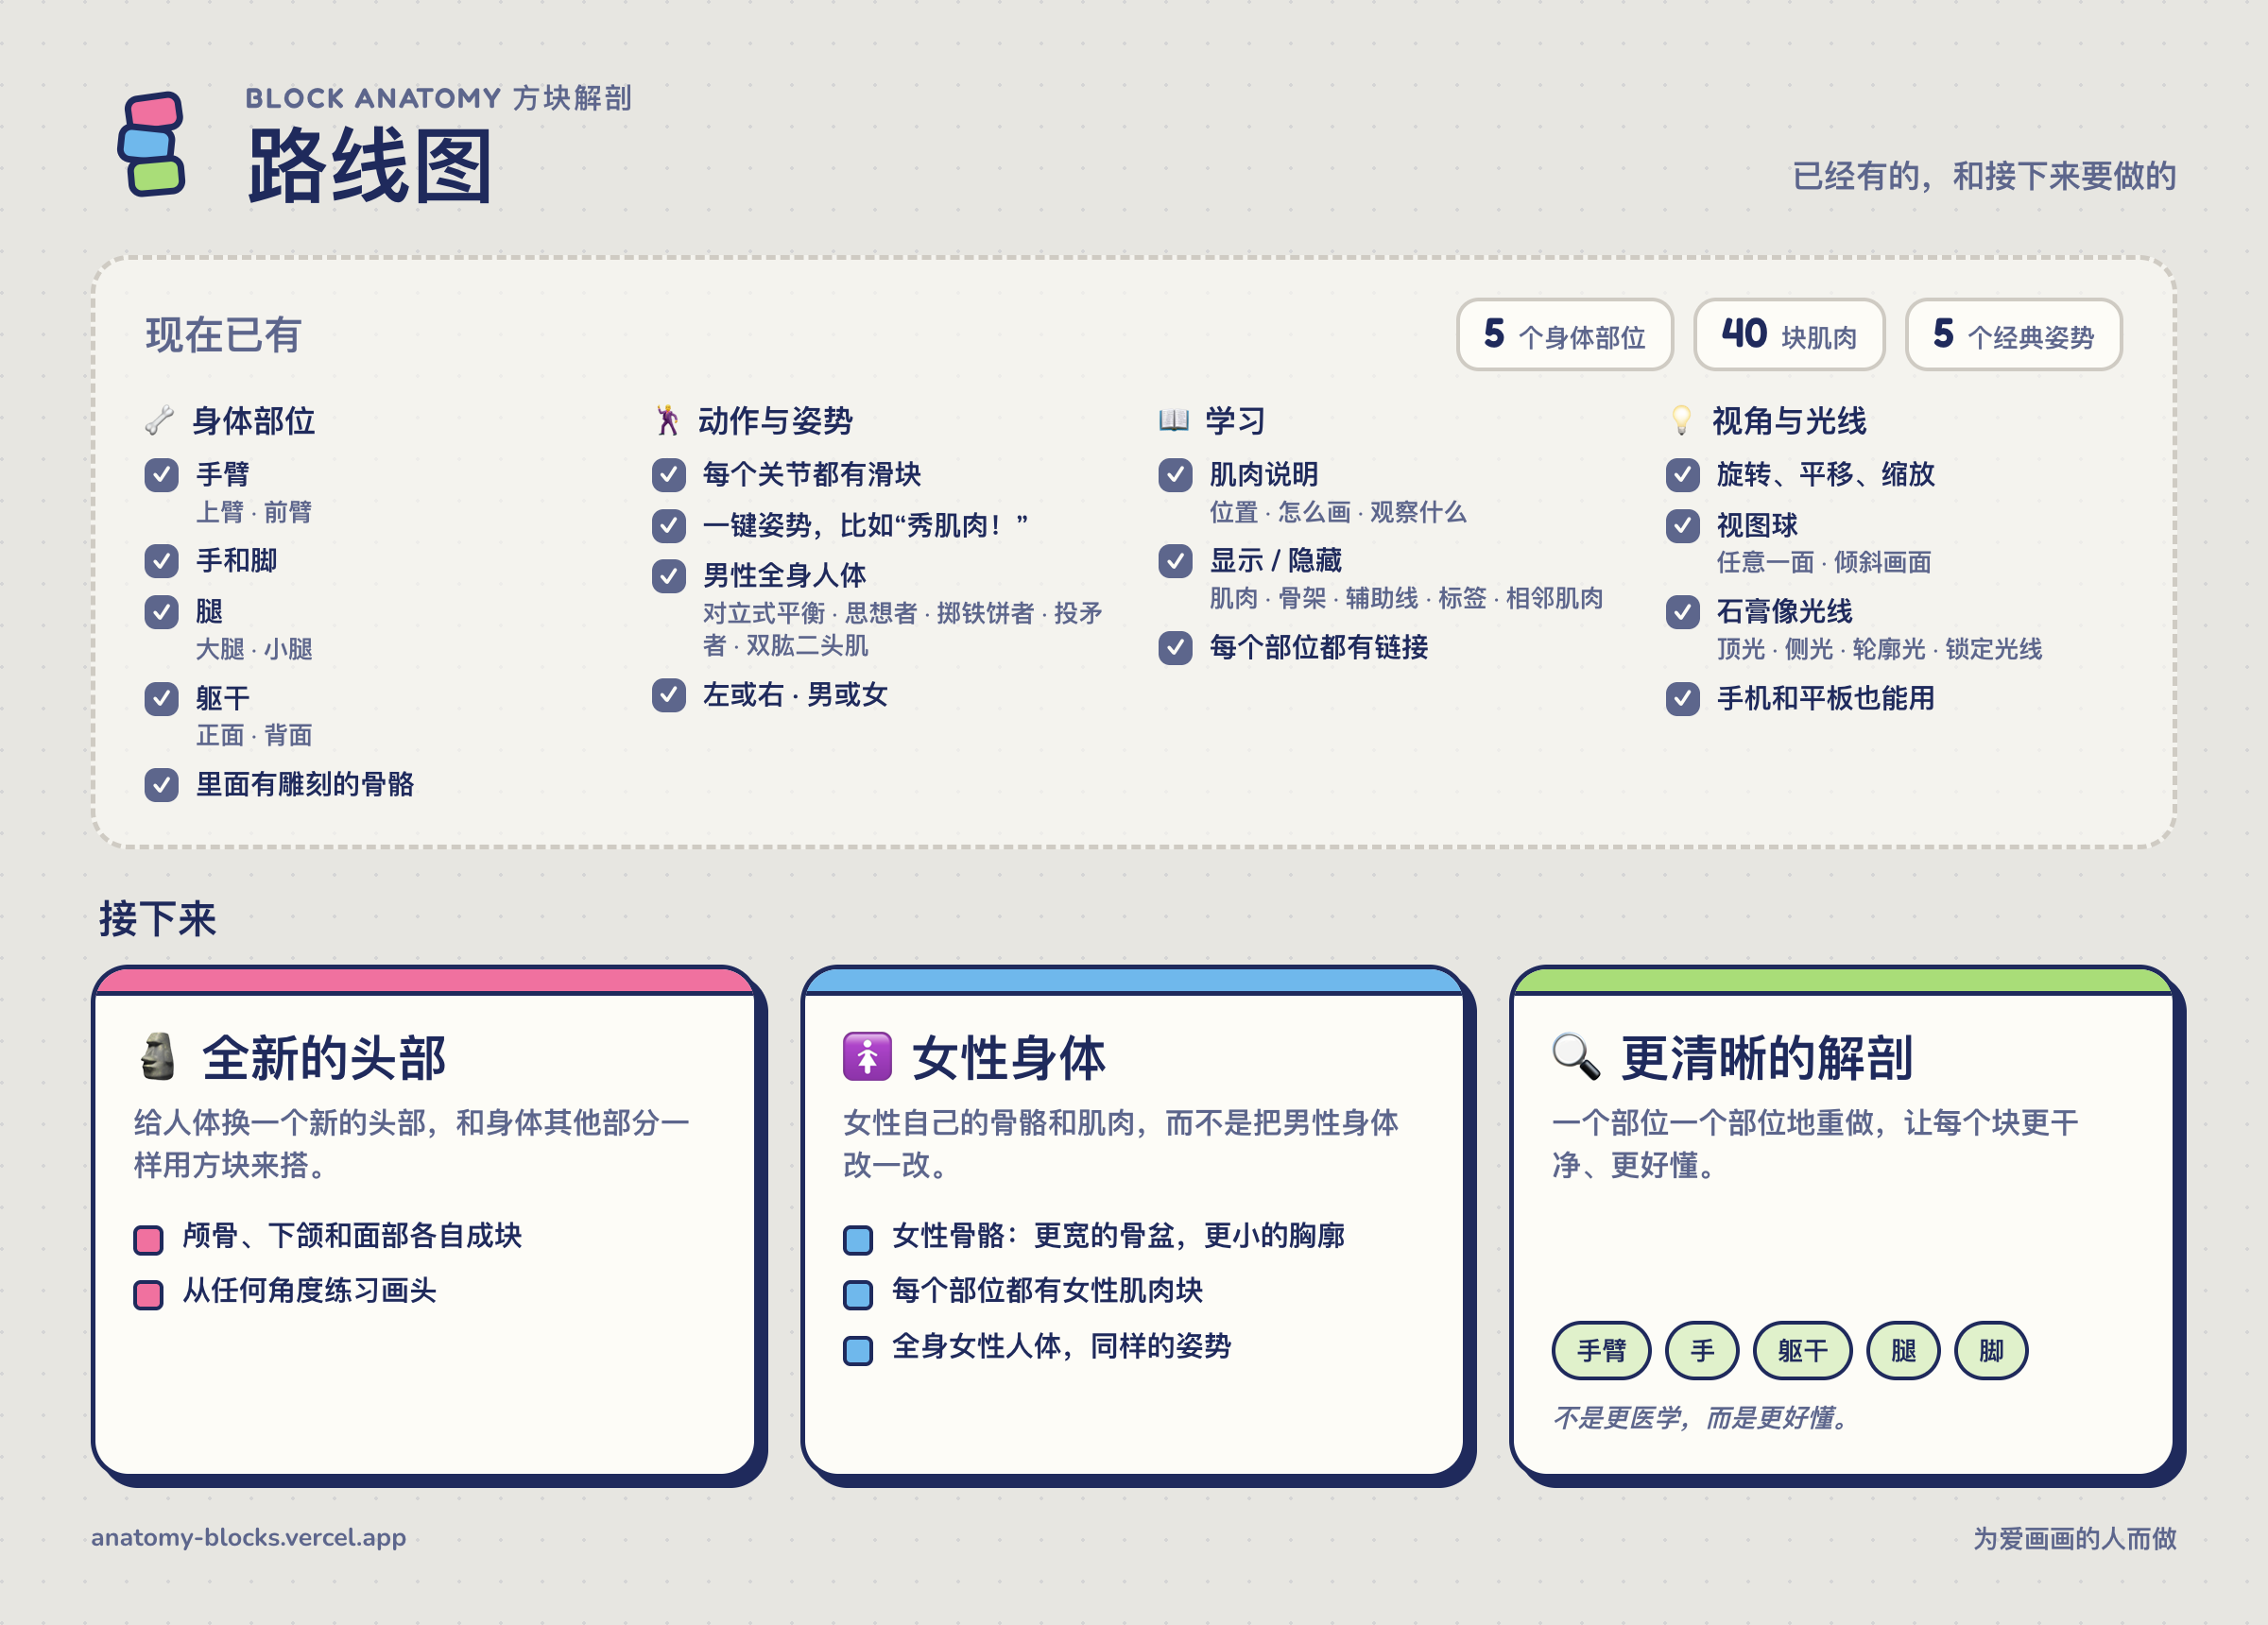 BLOCK ANATOMY 方块解剖
路线图
已经有的，和接下来要做的
现在已有
5 个身体部位
40 块肌肉
5 个经典姿势
身体部位
手臂
上臂 · 前臂
手和脚
腿
大腿 · 小腿
躯干
正面 · 背面
里面有雕刻的骨骼
动作与姿势
每个关节都有滑块
一键姿势，比如“秀肌肉！”
男性全身人体
对立式平衡 · 思想者 · 掷铁饼者 · 投矛
者 · 双肱二头肌
左或右 · 男或女
学习
肌肉说明
位置 · 怎么画 · 观察什么
显示 / 隐藏
肌肉 · 骨架 · 辅助线 · 标签 · 相邻肌肉
每个部位都有链接
视角与光线
旋转、平移、缩放
视图球
任意一面 · 倾斜画面
石膏像光线
顶光 · 侧光 · 轮廓光 · 锁定光线
手机和平板也能用
接下来
全新的头部
给人体换一个新的头部，和身体其他部分一
样用方块来搭。
颅骨、下颌和面部各自成块
从任何角度练习画头
女性身体
女性自己的骨骼和肌肉，而不是把男性身体
改一改。
女性骨骼：更宽的骨盆，更小的胸廓
每个部位都有女性肌肉块
全身女性人体，同样的姿势
更清晰的解剖
一个部位一个部位地重做，让每个块更干
净、更好懂。
手臂
手
躯干
腿
脚
不是更医学，而是更好懂。
anatomy-blocks.vercel.app
为爱画画的人而做